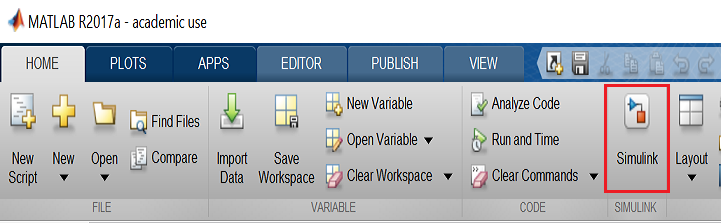 MATLAB R2017a - academic use
HOME PLOTS APPS EDITOR PUBLISH VIEW
New Script
New
Open
Find Files
Compare
Import Data
Save Workspace
New Variable
Open Variable
Clear Workspace
Analyze Code
Run and Time
Clear Commands
Simulink
Layout
FILE VARIABLE CODE SIMULINK